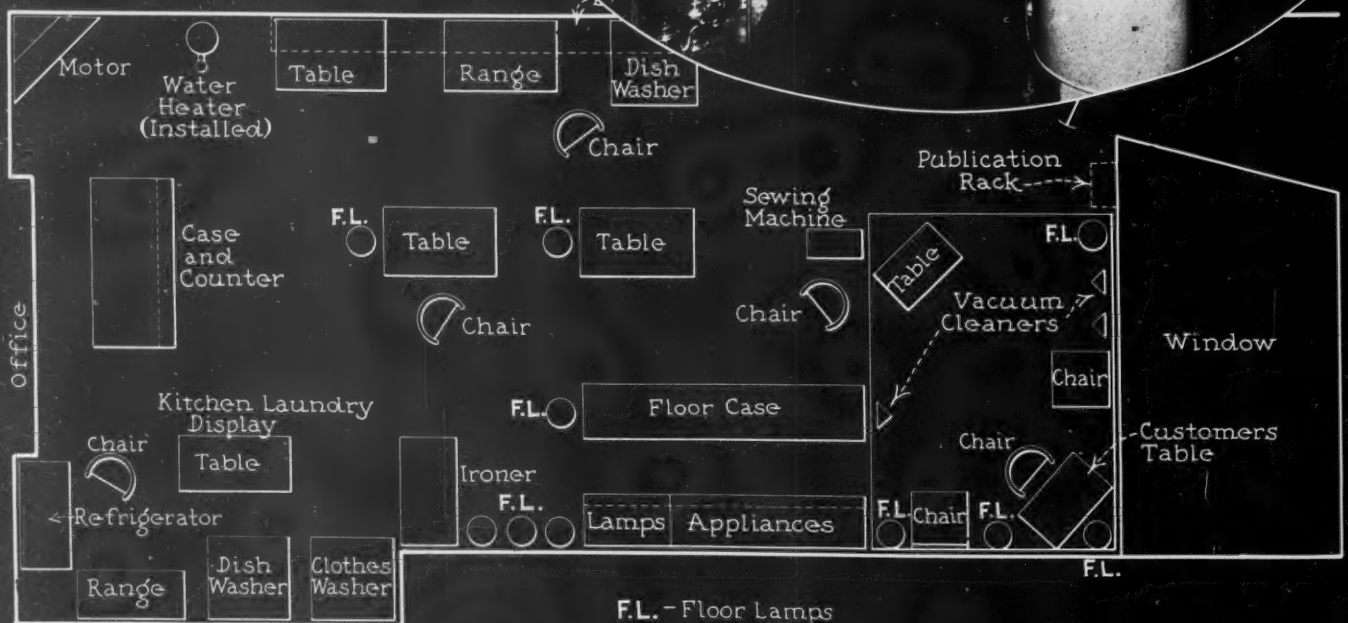 Motor
Water
Heater
(Installed)
Table
Range
Dish
Washer
Chair
Publication
Rack
Case
and
Counter
F.L.
Table
F.L.
Table
Sewing
Machine
Table
F.L.
Chair
Chair
Vacuum
Cleaners
Window
Office
Chair
Kitchen Laundry
Display
Table
F.L.
Floor Case
Chair
Customers
Table
Chair
Refrigerator
Ironer
F.L.
Lamps
Appliances
F.L.
Chair
F.L.
F.L.
Range
Dish
Washer
Clothes
Washer
F.L. - Floor Lamps